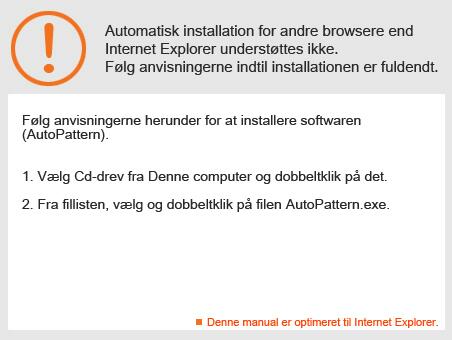 Automatisk installation for andre browsere end
Internet Explorer understøttes ikke.
Følg anvisningerne indtil installationen er fuldendt.
Følg anvisningerne herunder for at installere softwaren
(AutoPattern).
1. Vælg Cd-drev fra Denne computer og dobbeltklik på det.
2. Fra fillisten, vælg og dobbeltklik på filen AutoPattern.exe.
Denne manual er optimeret til Internet Explorer.